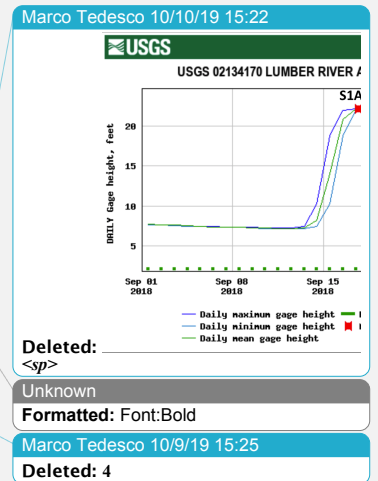 Marco Tedesco 10/10/19 15:22
USGS
USGS 02134170 LUMBER RIVER A
S1A
20
15
10
5
DAILY Gage height, feet
Sep 01 2018
Sep 08 2018
Sep 15 2018
Daily maximum gage height
Daily minimum gage height
Daily mean gage height
Deleted:
<sp>
Unknown
Formatted: Font:Bold
Marco Tedesco 10/9/19 15:25
Deleted: 4